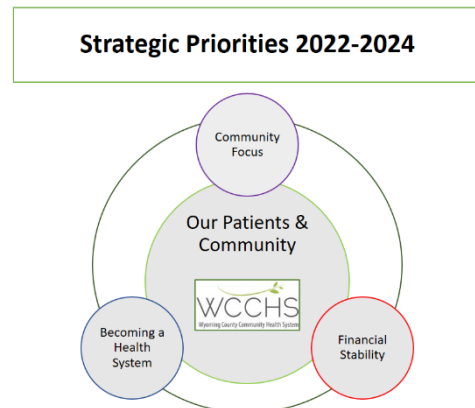 Strategic Priorities 2022-2024
Community
Focus
Our Patients &
Community
WCCHS
Wyoming County Community Health System
Becoming a
Health
System
Financial
Stability